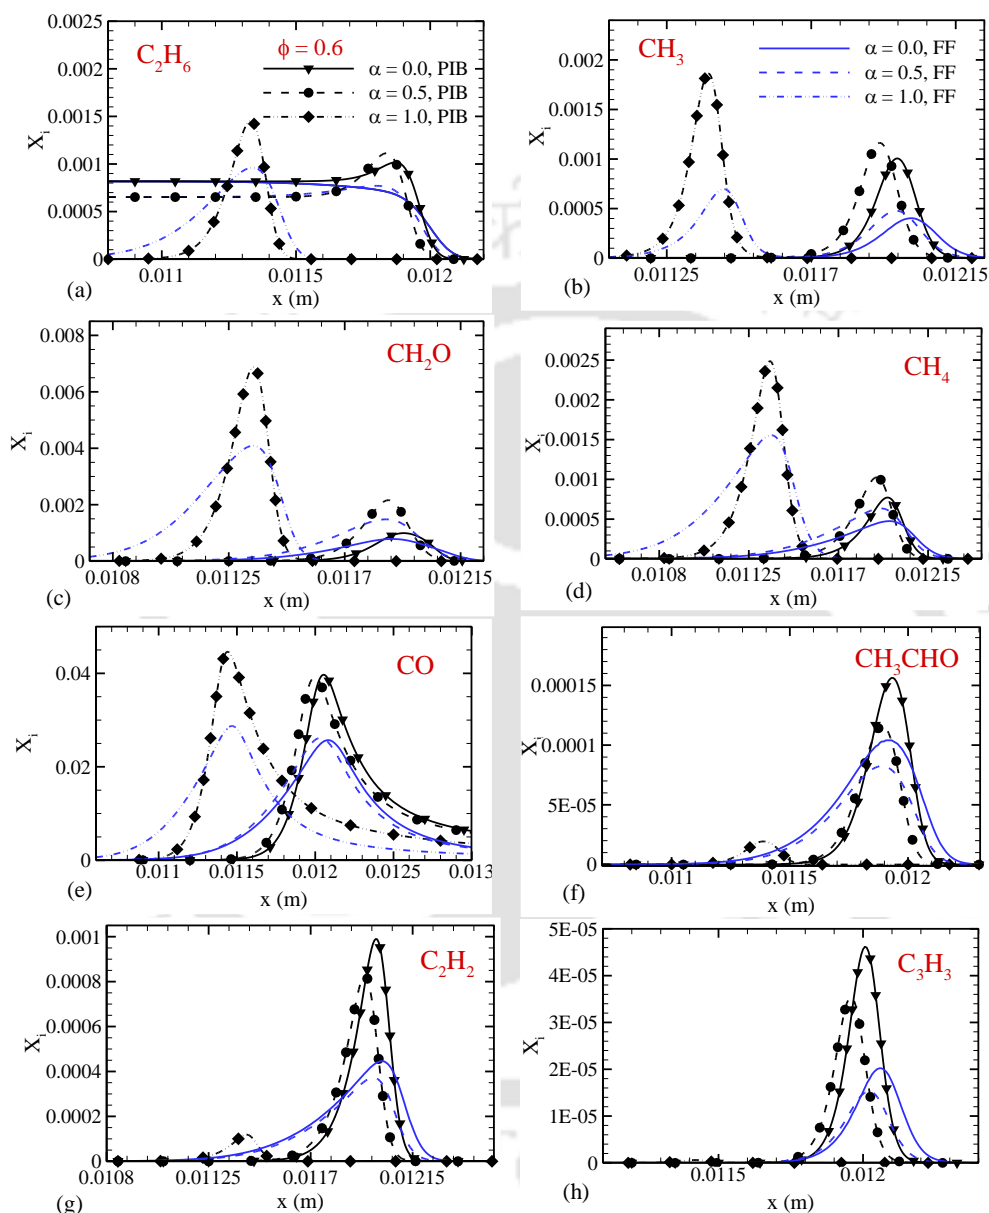 C2H6
ϕ = 0.6
α = 0.0, PIB
α = 0.5, PIB
α = 1.0, PIB
Xi
0.0025
0.002
0.0015
0.001
0.0005
0
0.011 0.0115 0.012
(a)
x (m)
CH3
α = 0.0, FF
α = 0.5, FF
α = 1.0, FF
Xi
0.002
0.0015
0.001
0.0005
0
0.01125 0.0117 0.01215
(b)
x (m)
CH2O
Xi
0.008
0.006
0.004
0.002
0
0.0108 0.01125 0.0117 0.01215
(c)
x (m)
CH4
Xi
0.0025
0.002
0.0015
0.001
0.0005
0
0.0108 0.01125 0.0117 0.01215
(d)
x (m)
CO
Xi
0.04
0.02
0
0.011 0.0115 0.012 0.0125 0.013
(e)
x (m)
CH3CHO
Xi
0.00015
0.0001
5E-05
0
0.011 0.0115 0.012
(f)
x (m)
C2H2
Xi
0.001
0.0008
0.0006
0.0004
0.0002
0
0.0108 0.01125 0.0117 0.01215
(g)
x (m)
C3H3
Xi
5E-05
4E-05
3E-05
2E-05
1E-05
0
0.0115 0.012
(h)
x (m)